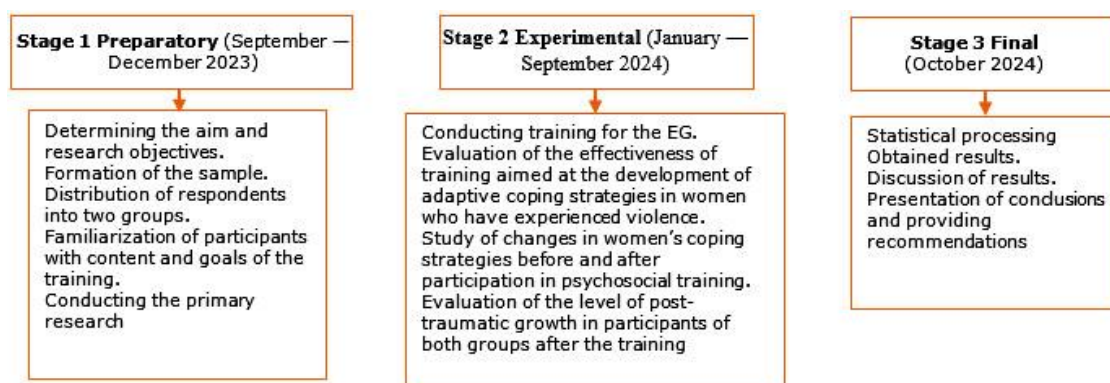 Stage 1 Preparatory (September —
December 2023)
Determining the aim and
research objectives.
Formation of the sample.
Distribution of respondents
into two groups.
Familiarization of participants
with content and goals of the
training.
Conducting the primary
research
Stage 2 Experimental (January —
September 2024)
Conducting training for the EG.
Evaluation of the effectiveness of
training aimed at the development of
adaptive coping strategies in women
who have experienced violence.
Study of changes in women’s coping
strategies before and after
participation in psychosocial training.
Evaluation of the level of post-
traumatic growth in participants of
both groups after the training
Stage 3 Final
(October 2024)
Statistical processing
Obtained results.
Discussion of results.
Presentation of conclusions
and providing
recommendations